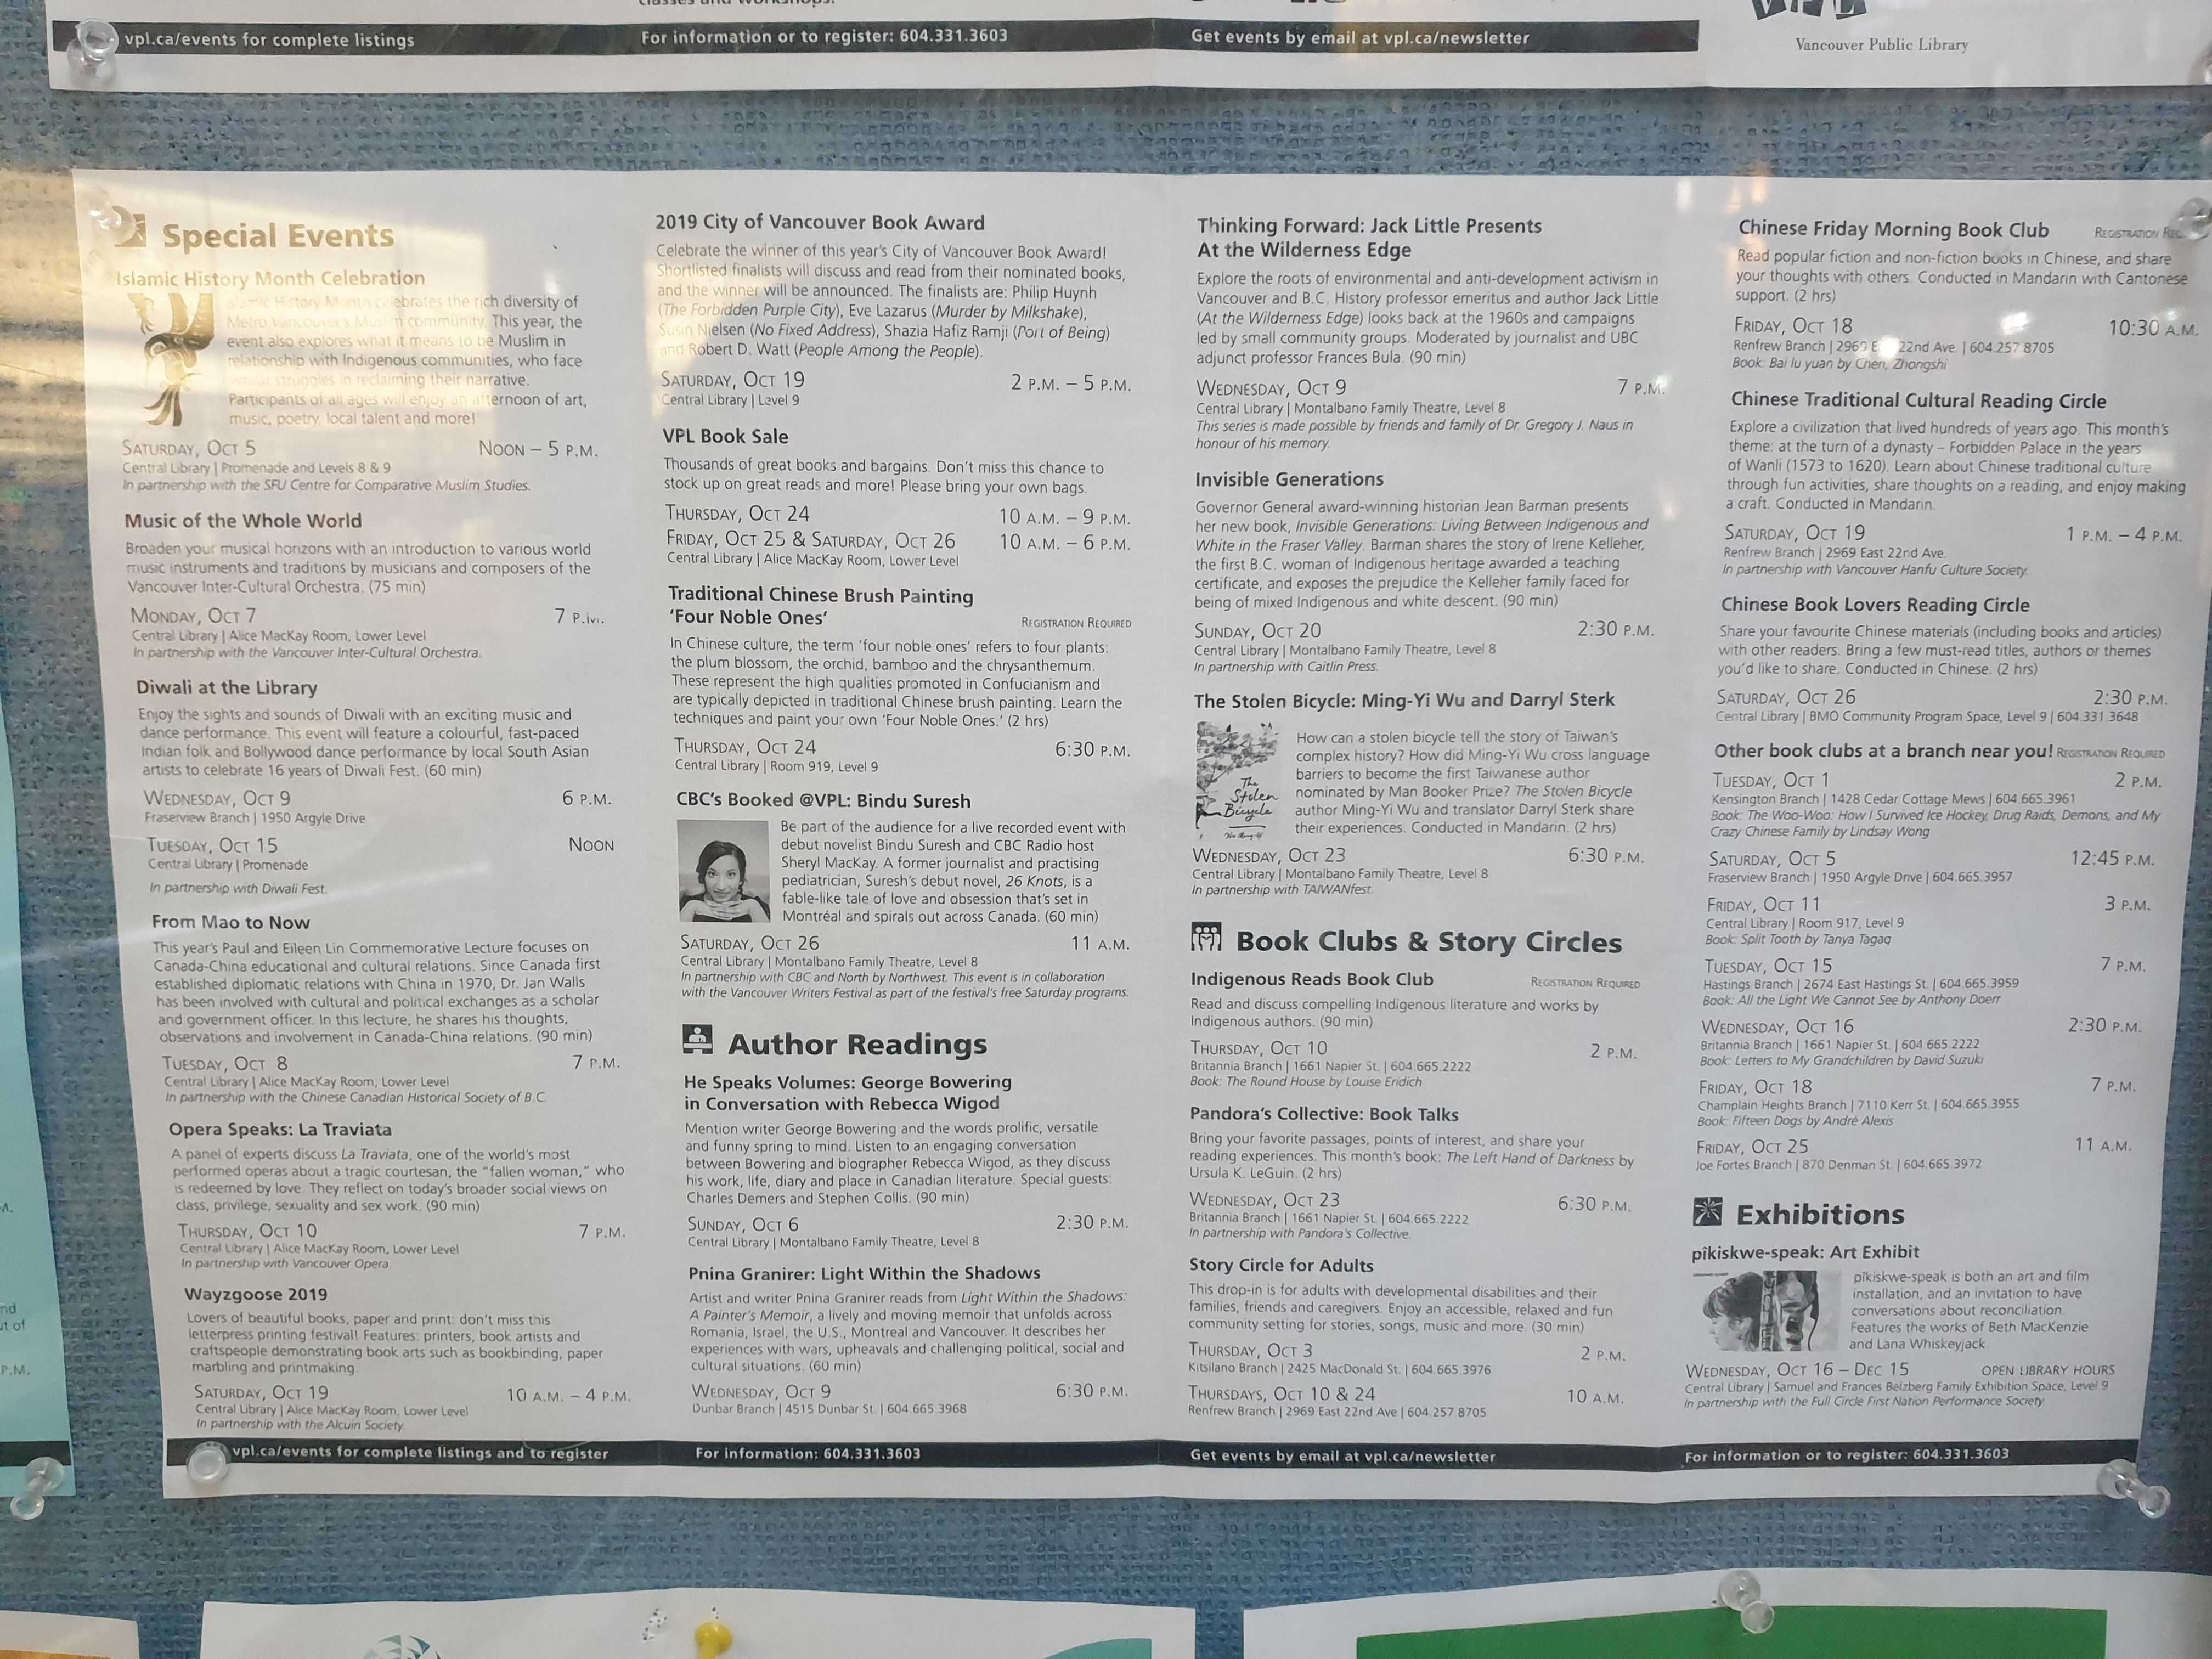 vpl.ca/events for complete listings
For information or to register: 604.331.3603
Get events by email at vpl.ca/newsletter
Vancouver Public Library
Special Events
Islamic History Month Celebration
Islamic History Month celebrates the rich diversity of
Metro Vancouver's Muslim community. This year, the
event also explores what it means to be Muslim in
relationship with Indigenous communities, who face
similar struggles in reclaiming their narrative.
Participants of all ages will enjoy an afternoon of art,
music, poetry, local talent and more!
SATURDAY, OCT 5 NOON – 5 P.M.
Central Library | Promenade and Levels 8 & 9
In partnership with the SFU Centre for Comparative Muslim Studies.
Music of the Whole World
Broaden your musical horizons with an introduction to various world
music instruments and traditions by musicians and composers of the
Vancouver Inter-Cultural Orchestra. (75 min)
MONDAY, OCT 7 7 P.M.
Central Library | Alice MacKay Room, Lower Level
In partnership with the Vancouver Inter-Cultural Orchestra.
Diwali at the Library
Enjoy the sights and sounds of Diwali with an exciting music and
dance performance. This event will feature a colourful, fast-paced
Indian folk and Bollywood dance performance by local South Asian
artists to celebrate 16 years of Diwali Fest. (60 min)
WEDNESDAY, OCT 9 6 P.M.
Fraserview Branch | 1950 Argyle Drive
TUESDAY, OCT 15 NOON
Central Library | Promenade
In partnership with Diwali Fest.
From Mao to Now
This year's Paul and Eileen Lin Commemorative Lecture focuses on
Canada-China educational and cultural relations. Since Canada first
established diplomatic relations with China in 1970, Dr. Jan Walls
has been involved with cultural and political exchanges as a scholar
and government officer. In this lecture, he shares his thoughts,
observations and involvement in Canada-China relations. (90 min)
TUESDAY, OCT 8 7 P.M.
Central Library | Alice MacKay Room, Lower Level
In partnership with the Chinese Canadian Historical Society of B.C.
Opera Speaks: La Traviata
A panel of experts discuss La Traviata, one of the world's most
performed operas about a tragic courtesan, the "fallen woman," who
is redeemed by love. They reflect on today's broader social views on
class, privilege, sexuality and sex work. (90 min)
THURSDAY, OCT 10 7 P.M.
Central Library | Alice MacKay Room, Lower Level
In partnership with Vancouver Opera.
Wayzgoose 2019
Lovers of beautiful books, paper and print: don't miss this
letterpress printing festival! Features: printers, book artists and
craftspeople demonstrating book arts such as bookbinding, paper
marbling and printmaking.
SATURDAY, OCT 19 10 A.M. – 4 P.M.
Central Library | Alice MacKay Room, Lower Level
In partnership with the Alcuin Society.
2019 City of Vancouver Book Award
Celebrate the winner of this year's City of Vancouver Book Award!
Shortlisted finalists will discuss and read from their nominated books,
and the winner will be announced. The finalists are: Philip Huynh
(The Forbidden Purple City), Eve Lazarus (Murder by Milkshake),
Susin Nielsen (No Fixed Address), Shazia Hafiz Ramji (Port of Being)
and Robert D. Watt (People Among the People).
SATURDAY, OCT 19 2 P.M. – 5 P.M.
Central Library | Level 9
VPL Book Sale
Thousands of great books and bargains. Don't miss this chance to
stock up on great reads and more! Please bring your own bags.
THURSDAY, OCT 24 10 A.M. – 9 P.M.
FRIDAY, OCT 25 & SATURDAY, OCT 26 10 A.M. – 6 P.M.
Central Library | Alice MacKay Room, Lower Level
Traditional Chinese Brush Painting
'Four Noble Ones' REGISTRATION REQUIRED
In Chinese culture, the term 'four noble ones' refers to four plants:
the plum blossom, the orchid, bamboo and the chrysanthemum.
These represent the high qualities promoted in Confucianism and
are typically depicted in traditional Chinese brush painting. Learn the
techniques and paint your own 'Four Noble Ones.' (2 hrs)
THURSDAY, OCT 24 6:30 P.M.
Central Library | Room 919, Level 9
CBC's Booked @VPL: Bindu Suresh
Be part of the audience for a live recorded event with
debut novelist Bindu Suresh and CBC Radio host
Sheryl MacKay. A former journalist and practising
pediatrician, Suresh's debut novel, 26 Knots, is a
fable-like tale of love and obsession that's set in
Montréal and spirals out across Canada. (60 min)
SATURDAY, OCT 26 11 A.M.
Central Library | Montalbano Family Theatre, Level 8
In partnership with CBC and North by Northwest. This event is in collaboration
with the Vancouver Writers Festival as part of the festival's free Saturday programs.
Author Readings
He Speaks Volumes: George Bowering
in Conversation with Rebecca Wigod
Mention writer George Bowering and the words prolific, versatile
and funny spring to mind. Listen to an engaging conversation
between Bowering and biographer Rebecca Wigod, as they discuss
his work, life, diary and place in Canadian literature. Special guests:
Charles Demers and Stephen Collis. (90 min)
SUNDAY, OCT 6 2:30 P.M.
Central Library | Montalbano Family Theatre, Level 8
Pnina Granirer: Light Within the Shadows
Artist and writer Pnina Granirer reads from Light Within the Shadows:
A Painter's Memoir, a lively and moving memoir that unfolds across
Romania, Israel, the U.S., Montreal and Vancouver. It describes her
experiences with wars, upheavals and challenging political, social and
cultural situations. (60 min)
WEDNESDAY, OCT 9 6:30 P.M.
Dunbar Branch | 4515 Dunbar St. | 604.665.3968
Thinking Forward: Jack Little Presents
At the Wilderness Edge
Explore the roots of environmental and anti-development activism in
Vancouver and B.C. History professor emeritus and author Jack Little
(At the Wilderness Edge) looks back at the 1960s and campaigns
led by small community groups. Moderated by journalist and UBC
adjunct professor Frances Bula. (90 min)
WEDNESDAY, OCT 9 7 P.M.
Central Library | Montalbano Family Theatre, Level 8
This series is made possible by friends and family of Dr. Gregory J. Naus in
honour of his memory.
Invisible Generations
Governor General award-winning historian Jean Barman presents
her new book, Invisible Generations: Living Between Indigenous and
White in the Fraser Valley. Barman shares the story of Irene Kelleher,
the first B.C. woman of Indigenous heritage awarded a teaching
certificate, and exposes the prejudice the Kelleher family faced for
being of mixed Indigenous and white descent. (90 min)
SUNDAY, OCT 20 2:30 P.M.
Central Library | Montalbano Family Theatre, Level 8
In partnership with Caitlin Press.
The Stolen Bicycle: Ming-Yi Wu and Darryl Sterk
The
Stolen
Bicycle
How can a stolen bicycle tell the story of Taiwan's
complex history? How did Ming-Yi Wu cross language
barriers to become the first Taiwanese author
nominated by Man Booker Prize? The Stolen Bicycle
author Ming-Yi Wu and translator Darryl Sterk share
their experiences. Conducted in Mandarin. (2 hrs)
WEDNESDAY, OCT 23 6:30 P.M.
Central Library | Montalbano Family Theatre, Level 8
In partnership with TAIWANfest.
Book Clubs & Story Circles
Indigenous Reads Book Club REGISTRATION REQUIRED
Read and discuss compelling Indigenous literature and works by
Indigenous authors. (90 min)
THURSDAY, OCT 10 2 P.M.
Britannia Branch | 1661 Napier St. | 604.665.2222
Book: The Round House by Louise Eridich
Pandora's Collective: Book Talks
Bring your favorite passages, points of interest, and share your
reading experiences. This month's book: The Left Hand of Darkness by
Ursula K. LeGuin. (2 hrs)
WEDNESDAY, OCT 23 6:30 P.M.
Britannia Branch | 1661 Napier St. | 604.665.2222
In partnership with Pandora's Collective.
Story Circle for Adults
This drop-in is for adults with developmental disabilities and their
families, friends and caregivers. Enjoy an accessible, relaxed and fun
community setting for stories, songs, music and more. (30 min)
THURSDAY, OCT 3 2 P.M.
Kitsilano Branch | 2425 MacDonald St. | 604.665.3976
THURSDAYS, OCT 10 & 24 10 A.M.
Renfrew Branch | 2969 East 22nd Ave | 604.257.8705
Chinese Friday Morning Book Club REGISTRATION
Read popular fiction and non-fiction books in Chinese, and share
your thoughts with others. Conducted in Mandarin with Cantonese
support. (2 hrs)
FRIDAY, OCT 18 10:30 A.M.
Renfrew Branch | 2969 22nd Ave. | 604.257.8705
Book: Bai lu yuan by Chen, Zhongshi
Chinese Traditional Cultural Reading Circle
Explore a civilization that lived hundreds of years ago. This month's
theme: at the turn of a dynasty – Forbidden Palace in the years
of Wanli (1573 to 1620). Learn about Chinese traditional culture
through fun activities, share thoughts on a reading, and enjoy making
a craft. Conducted in Mandarin.
SATURDAY, OCT 19 1 P.M. – 4 P.M.
Renfrew Branch | 2969 East 22nd Ave.
In partnership with Vancouver Hanfu Culture Society.
Chinese Book Lovers Reading Circle
Share your favourite Chinese materials (including books and articles)
with other readers. Bring a few must-read titles, authors or themes
you'd like to share. Conducted in Chinese. (2 hrs)
SATURDAY, OCT 26 2:30 P.M.
Central Library | BMO Community Program Space, Level 9 | 604.331.3648
Other book clubs at a branch near you! REGISTRATION REQUIRED
TUESDAY, OCT 1 2 P.M.
Kensington Branch | 1428 Cedar Cottage Mews | 604.665.3961
Book: The Woo-Woo: How I Survived Ice Hockey, Drug Raids, Demons, and My
Crazy Chinese Family by Lindsay Wong
SATURDAY, OCT 5 12:45 P.M.
Fraserview Branch | 1950 Argyle Drive | 604.665.3957
FRIDAY, OCT 11 3 P.M.
Central Library | Room 917, Level 9
Book: Split Tooth by Tanya Tagaq
TUESDAY, OCT 15 7 P.M.
Hastings Branch | 2674 East Hastings St. | 604.665.3959
Book: All the Light We Cannot See by Anthony Doerr
WEDNESDAY, OCT 16 2:30 P.M.
Britannia Branch | 1661 Napier St. | 604.665.2222
Book: Letters to My Grandchildren by David Suzuki
FRIDAY, OCT 18 7 P.M.
Champlain Heights Branch | 7110 Kerr St. | 604.665.3955
Book: Fifteen Dogs by André Alexis
FRIDAY, OCT 25 11 A.M.
Joe Fortes Branch | 870 Denman St. | 604.665.3972
Exhibitions
pîkiskwe-speak: Art Exhibit
pîkiskwe-speak is both an art and film
installation, and an invitation to have
conversations about reconciliation.
Features the works of Beth MacKenzie
and Lana Whiskeyjack.
WEDNESDAY, OCT 16 – DEC 15 OPEN LIBRARY HOURS
Central Library | Samuel and Frances Belzberg Family Exhibition Space, Level 9
In partnership with the Full Circle First Nation Performance Society.
vpl.ca/events for complete listings and to register
For information: 604.331.3603
Get events by email at vpl.ca/newsletter
For information or to register: 604.331.3603